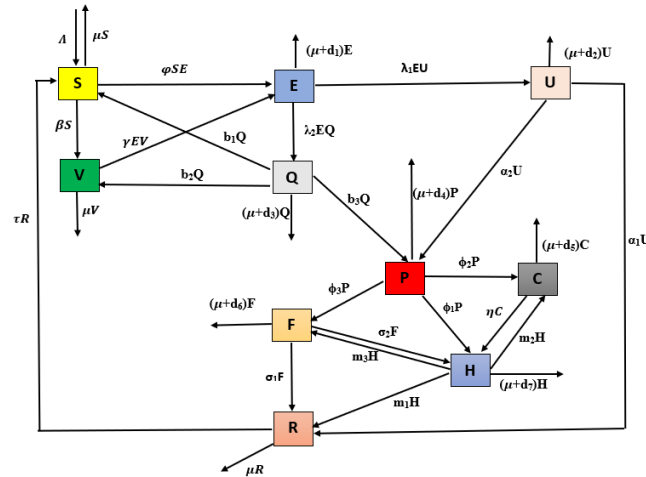 Λ
μS
(μ+d₁)E
(μ+d₂)U
S
φSE
E
λ₁EU
U
βS
γEV
b₁Q
λ₂EQ
V
b₂Q
Q
b₃Q
(μ+d₄)P
α₂U
μV
(μ+d₃)Q
τR
α₁U
(μ+d₅)C
P
ϕ₂P
C
ϕ₃P
ϕ₁P
ηC
(μ+d₆)F
F
σ₂F
m₂H
m₃H
H
(μ+d₇)H
σ₁F
m₁H
R
μR